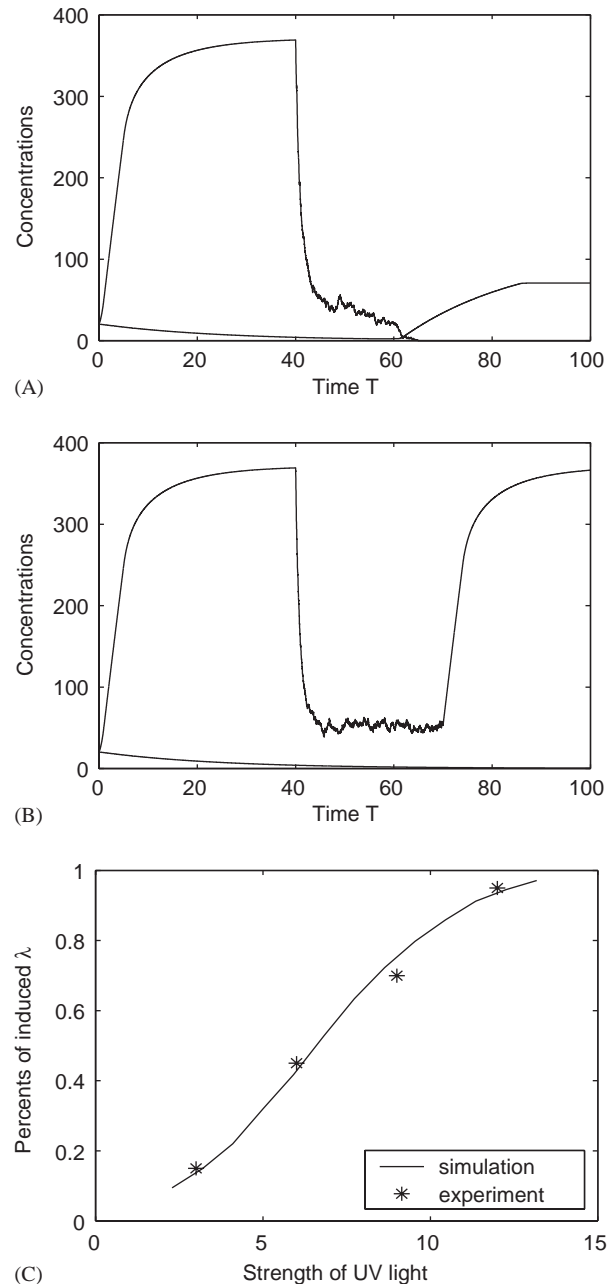 400
300
200
100
0
Concentrations
0 20 40 60 80 100
Time T
(A)
400
300
200
100
0
Concentrations
0 20 40 60 80 100
Time T
(B)
1
0.8
0.6
0.4
0.2
0
Percents of induced λ
simulation
experiment
0 5 10 15
Strength of UV light
(C)